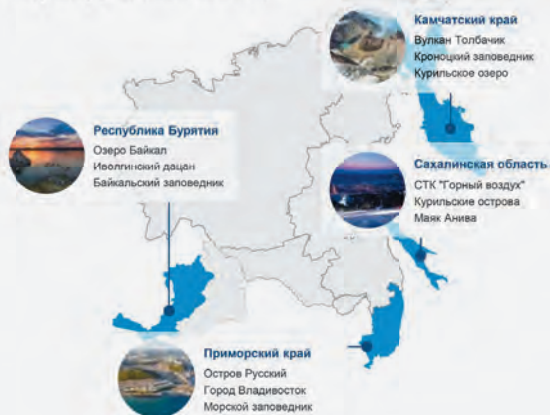 Камчатский край
Вулкан Толбачик
Кроноцкий заповедник
Курильское озеро
Республика Бурятия
Озеро Байкал
Иволгинский дацан
Байкальский заповедник
Сахалинская область
СТК "Горный воздух"
Курильские острова
Маяк Анива
Приморский край
Остров Русский
Город Владивосток
Морской заповедник